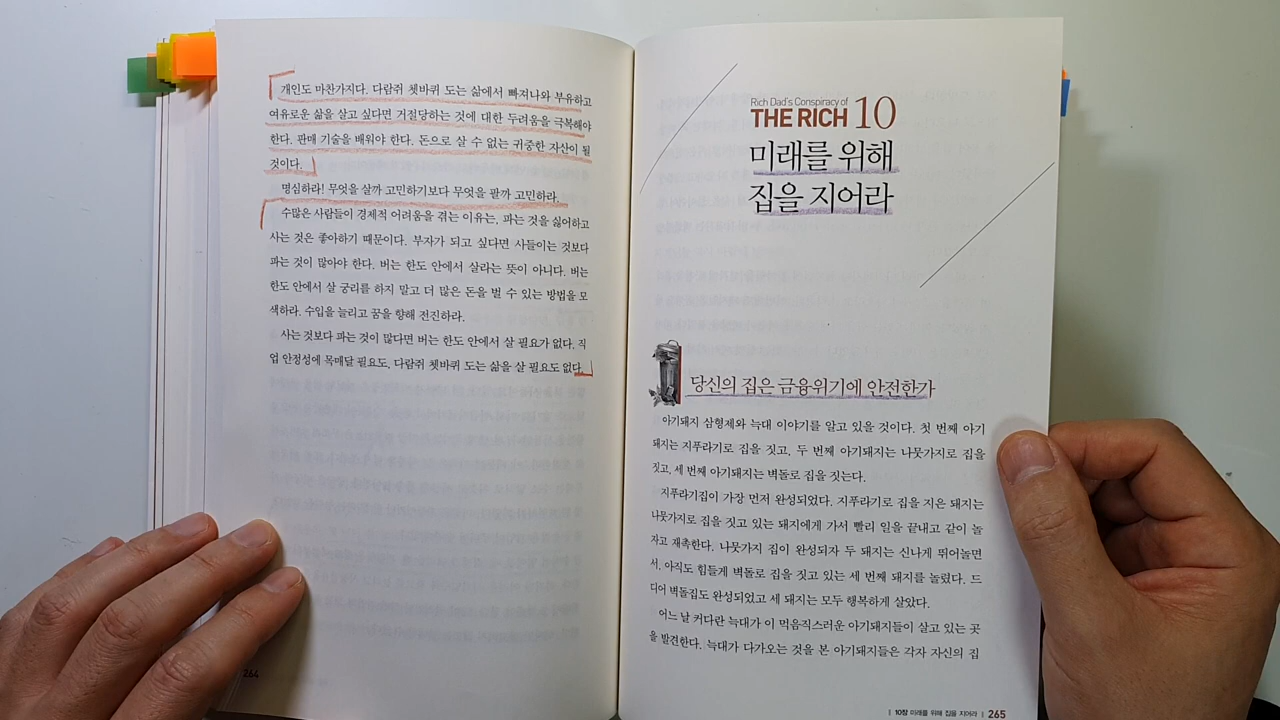 개인도 마찬가지다. 다람쥐 쳇바퀴 도는 삶에서 빠져나와 부유하고
여유로운 삶을 살고 싶다면 거절당하는 것에 대한 두려움을 극복해야
한다. 판매 기술을 배워야 한다. 돈으로 살 수 없는 귀중한 자산이 될
것이다.
명심하라! 무엇을 살까 고민하기보다 무엇을 팔까 고민하라.
수많은 사람들이 경제적 어려움을 겪는 이유는, 파는 것을 싫어하고
사는 것은 좋아하기 때문이다. 부자가 되고 싶다면 사들이는 것보다
파는 것이 많아야 한다. 버는 한도 안에서 살라는 뜻이 아니다. 버는
한도 안에서 살 궁리를 하지 말고 더 많은 돈을 벌 수 있는 방법을 모
색하라. 수입을 늘리고 꿈을 향해 전진하라.
사는 것보다 파는 것이 많다면 버는 한도 안에서 살 필요가 없다. 직
업 안정성에 목매달 필요도, 다람쥐 쳇바퀴 도는 삶을 살 필요도 없다.
264
Rich Dad's Conspiracy of
THE RICH 10
미래를 위해
집을 지어라
당신의 집은 금융위기에 안전한가
아기돼지 삼형제와 늑대 이야기를 알고 있을 것이다. 첫 번째 아기
돼지는 지푸라기로 집을 짓고, 두 번째 아기돼지는 나뭇가지로 집을
짓고, 세 번째 아기돼지는 벽돌로 집을 짓는다.
지푸라기집이 가장 먼저 완성되었다. 지푸라기로 집을 지은 돼지는
나뭇가지로 집을 짓고 있는 돼지에게 가서 빨리 일을 끝내고 같이 놀
자고 재촉한다. 나뭇가지 집이 완성되자 두 돼지는 신나게 뛰어놀면
서, 아직도 힘들게 벽돌로 집을 짓고 있는 세 번째 돼지를 놀렸다. 드
디어 벽돌집도 완성되었고 세 돼지는 모두 행복하게 살았다.
어느 날 커다란 늑대가 이 먹음직스러운 아기돼지들이 살고 있는 곳
을 발견한다. 늑대가 다가오는 것을 본 아기돼지들은 각자 자신의 집
| 10장 미래를 위해 집을 지어라 | 265